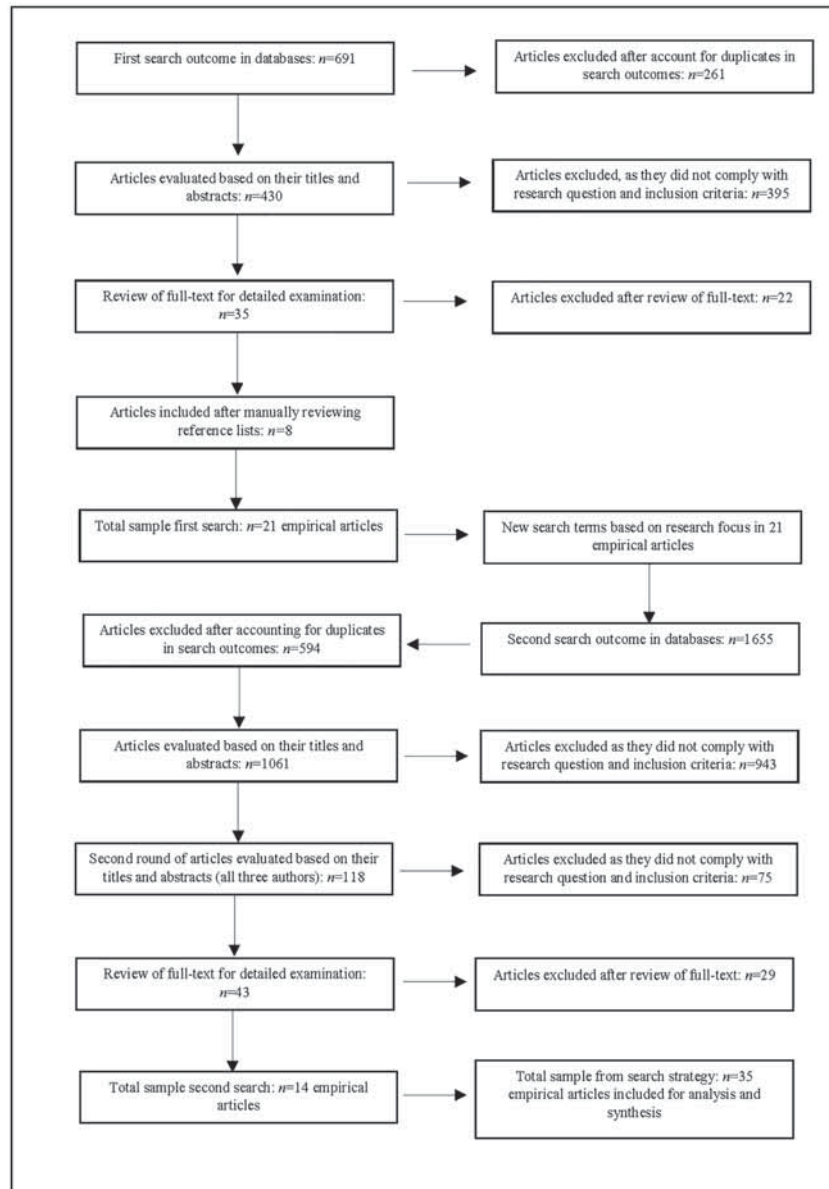 First search outcome in databases: n=691
Articles excluded after account for duplicates in
search outcomes: n=261
Articles evaluated based on their titles and
abstracts: n=430
Articles excluded, as they did not comply with
research question and inclusion criteria: n=395
Review of full-text for detailed examination:
n=35
Articles excluded after review of full-text: n=22
Articles included after manually reviewing
reference lists: n=8
Total sample first search: n=21 empirical articles
New search terms based on research focus in 21
empirical articles
Articles excluded after accounting for duplicates
in search outcomes: n=594
Second search outcome in databases: n=1655
Articles evaluated based on their titles and
abstracts: n=1061
Articles excluded as they did not comply with
research question and inclusion criteria: n=943
Second round of articles evaluated based on their
titles and abstracts (all three authors): n=118
Articles excluded as they did not comply with
research question and inclusion criteria: n=75
Review of full-text for detailed examination:
n=43
Articles excluded after review of full-text: n=29
Total sample second search: n=14 empirical
articles
Total sample from search strategy: n=35
empirical articles included for analysis and
synthesis